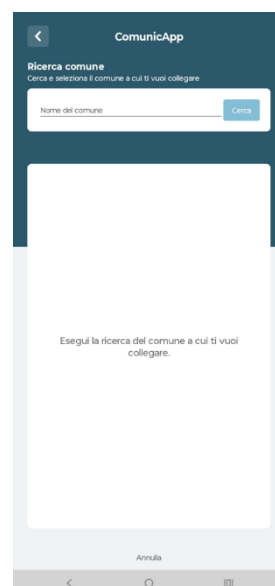 ComunicApp
Ricerca comune
Cerca e seleziona il comune a cui ti vuoi collegare
Nome del comune
Cerca
Esegui la ricerca del comune a cui ti vuoi
collegare.
Annulla